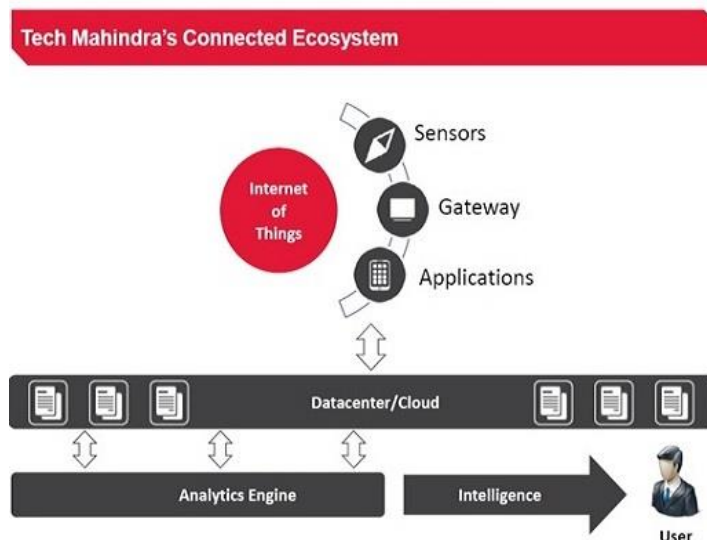 Tech Mahindra's Connected Ecosystem
Internet
of
Things
Sensors
Gateway
Applications
Datacenter/Cloud
Analytics Engine
Intelligence
User